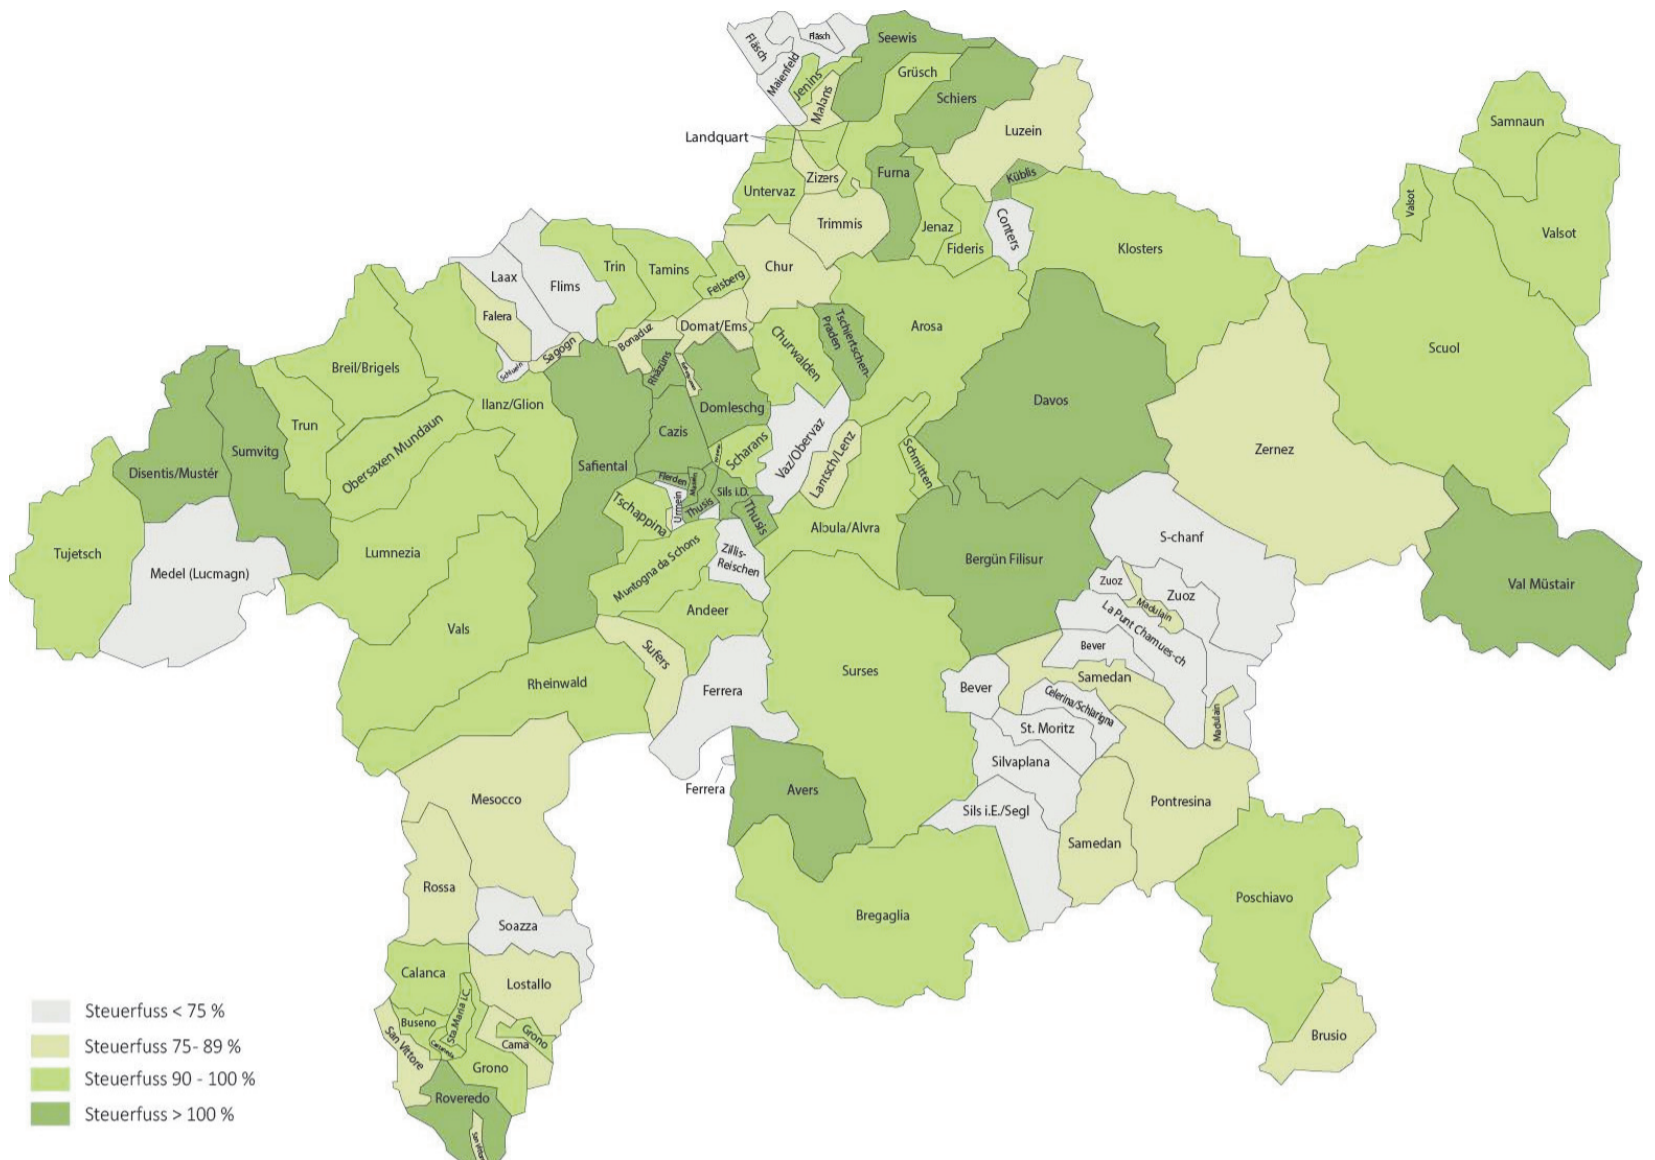 Fläsch
Fläsch
Seewis
Maienfeld
Jenins
Malans
Grüsch
Schiers
Luzein
Samnaun
Landquart
Untervaz
Zizers
Furna
Küblis
Valsot
Valsot
Trimmis
Jenaz
Fideris
Conters
Klosters
Laax
Flims
Trin
Tamins
Felsberg
Chur
Falera
Sagogn
Schluein
Bonaduz
Domat/Ems
Churwalden
Tschiertschen-
Praden
Arosa
Scuol
Breil/Brigels
Rhäzüns
Ilanz/Glion
Domleschg
Davos
Trun
Obersaxen Mundaun
Cazis
Scharans
Vaz/Obervaz
Lantsch/Lenz
Schmitten
Zernez
Disentis/Mustér
Sumvitg
Safiental
Flerden
Masein
Sils i.D.
Urmein
Thusis
Thusis
Tschappina
Tujetsch
Medel (Lucmagn)
Lumnezia
Muntogna da Schons
Zillis-
Reischen
Albula/Alvra
Bergün Filisur
S-chanf
Val Müstair
Zuoz
Zuoz
Madulain
La Punt Chamues-ch
Andeer
Vals
Sufers
Bever
Bever
Samedan
Rheinwald
Ferrera
Surses
Celerina/Schlarigna
Madulain
St. Moritz
Silvaplana
Ferrera
Avers
Mesocco
Sils i.E./Segl
Pontresina
Samedan
Rossa
Bregaglia
Poschiavo
Soazza
Calanca
Lostallo
Sta.Maria i.C.
Buseno
San Vittore
Castaneda
Grono
Cama
Grono
Brusio
Roveredo
San Vittore
Steuerfuss < 75 %
Steuerfuss 75- 89 %
Steuerfuss 90 - 100 %
Steuerfuss > 100 %